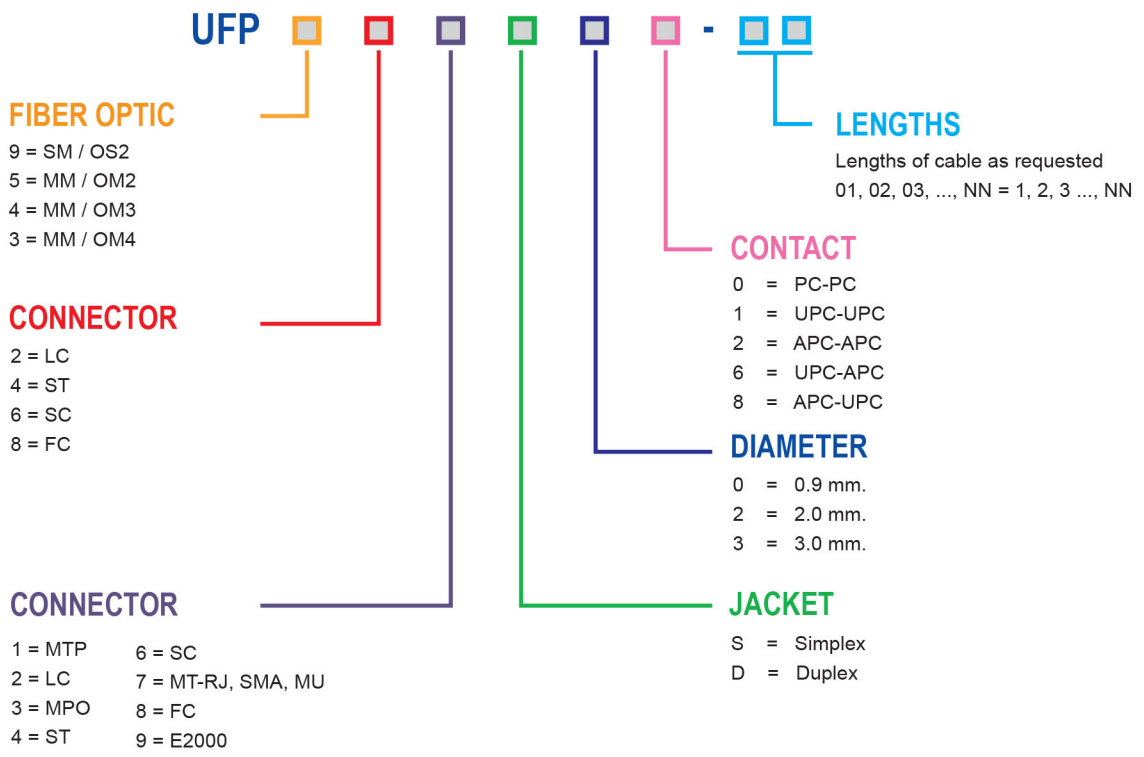 UFP -
FIBER OPTIC
9 = SM / OS2
5 = MM / OM2
4 = MM / OM3
3 = MM / OM4
CONNECTOR
2 = LC
4 = ST
6 = SC
8 = FC
CONNECTOR
1 = MTP
2 = LC
3 = MPO
4 = ST
6 = SC
7 = MT-RJ, SMA, MU
8 = FC
9 = E2000
LENGTHS
Lengths of cable as requested
01, 02, 03, ..., NN = 1, 2, 3 ..., NN
CONTACT
0 = PC-PC
1 = UPC-UPC
2 = APC-APC
6 = UPC-APC
8 = APC-UPC
DIAMETER
0 = 0.9 mm.
2 = 2.0 mm.
3 = 3.0 mm.
JACKET
S = Simplex
D = Duplex